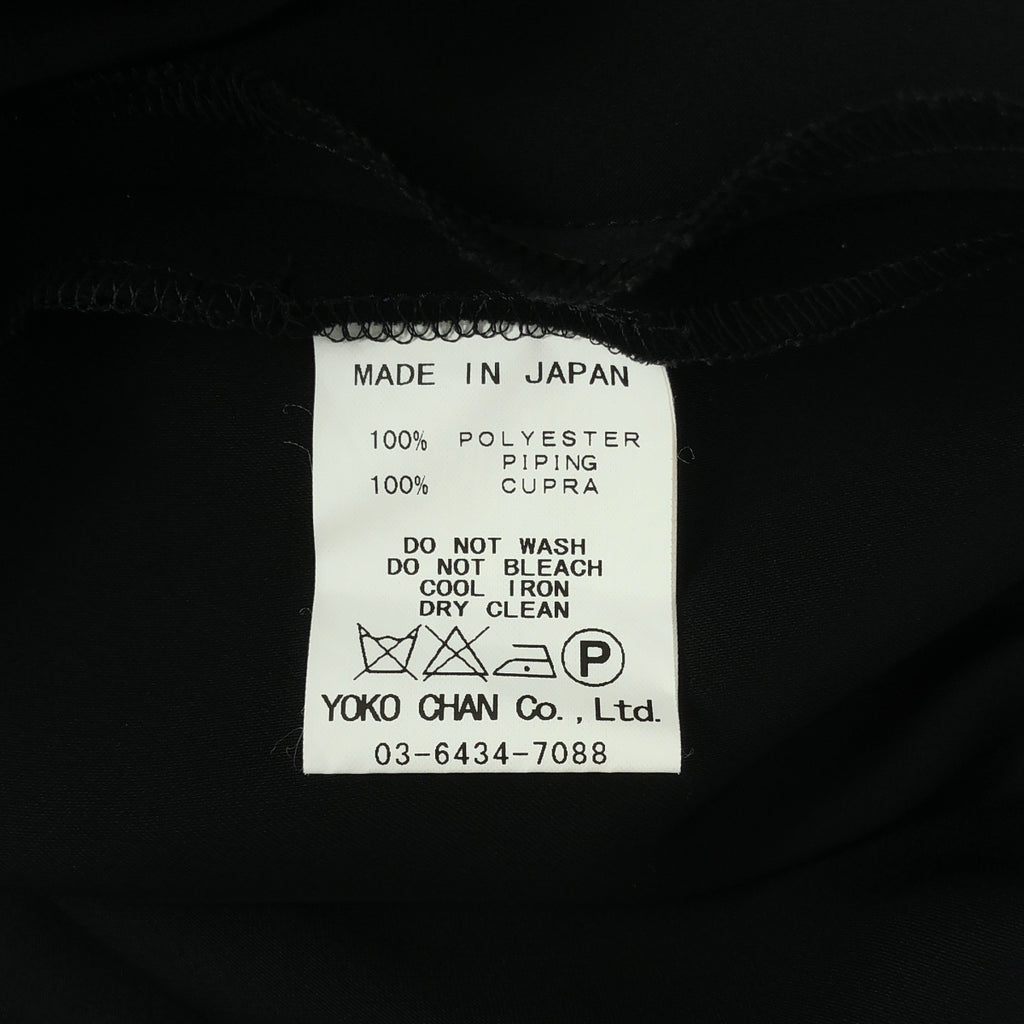 MADE IN JAPAN
100% POLYESTER
PIPING
100% CUPRA
DO NOT WASH
DO NOT BLEACH
COOL IRON
DRY CLEAN
P
YOKO CHAN Co.,Ltd.
03-6434-7088